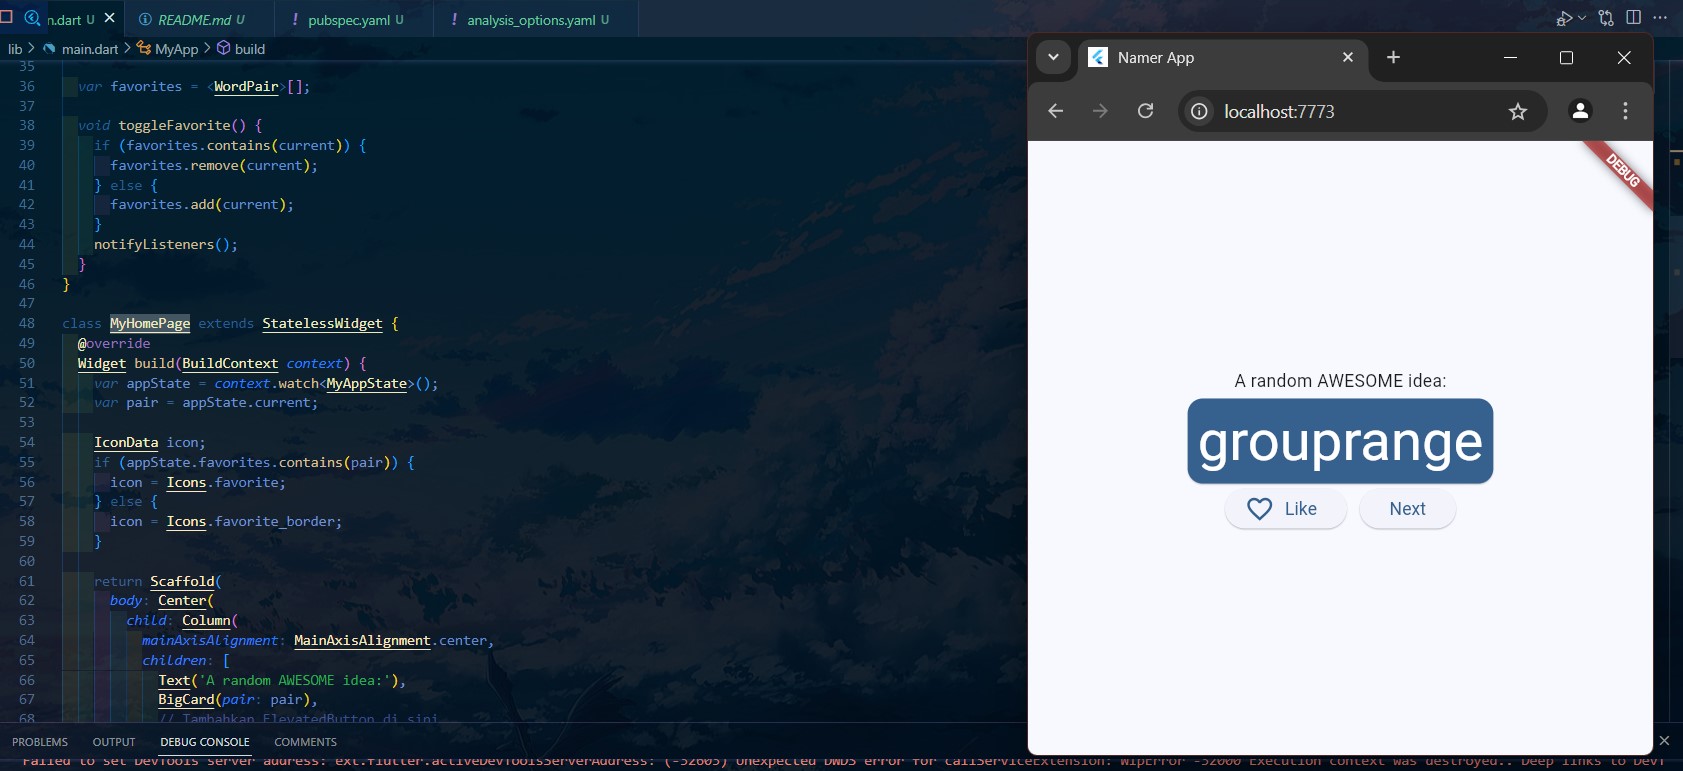 n.dart U
README.md U
! pubspec.yaml U
! analysis_options.yaml U
lib > main.dart > MyApp > build
35
36 var favorites = <WordPair>[];
37
38 void toggleFavorite() {
39 if (favorites.contains(current)) {
40 favorites.remove(current);
41 } else {
42 favorites.add(current);
43 }
44 notifyListeners();
45 }
46 }
47
48 class MyHomePage extends StatelessWidget {
49 @override
50 Widget build(BuildContext context) {
51 var appState = context.watch<MyAppState>();
52 var pair = appState.current;
53
54 IconData icon;
55 if (appState.favorites.contains(pair)) {
56 icon = Icons.favorite;
57 } else {
58 icon = Icons.favorite_border;
59 }
60
61 return Scaffold(
62 body: Center(
63 child: Column(
64 mainAxisAlignment: MainAxisAlignment.center,
65 children: [
66 Text('A random AWESOME idea:'),
67 BigCard(pair: pair),
68 // Tambahkan ElevatedButton di sini
PROBLEMS OUTPUT DEBUG CONSOLE COMMENTS
Failed to set DevTools server address: ext.flutter.activeDevToolsServerAddress: (-32603) Unexpected DWDS error for callServiceExtension: WipError -32000 Execution context was destroyed.. Deep links to DevT
Namer App
localhost:7773
DEBUG
A random AWESOME idea:
grouprange
Like
Next